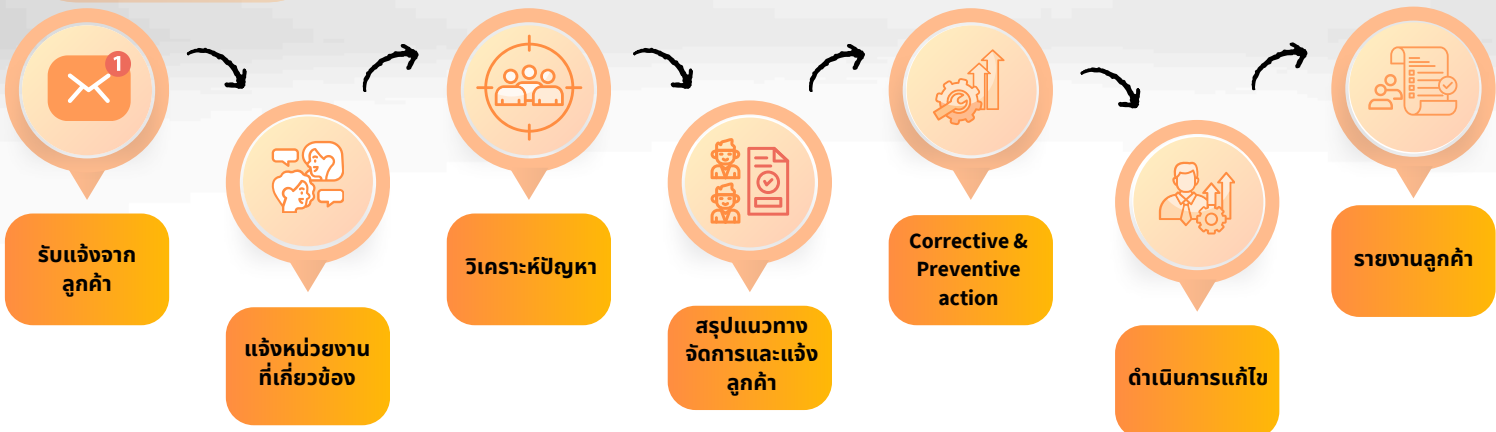 1
รับแจ้งจาก
ลูกค้า
แจ้งหน่วยงาน
ที่เกี่ยวข้อง
วิเคราะห์ปัญหา
สรุปแนวทาง
จัดการและแจ้ง
ลูกค้า
Corrective &
Preventive
action
ดำเนินการแก้ไข
รายงานลูกค้า